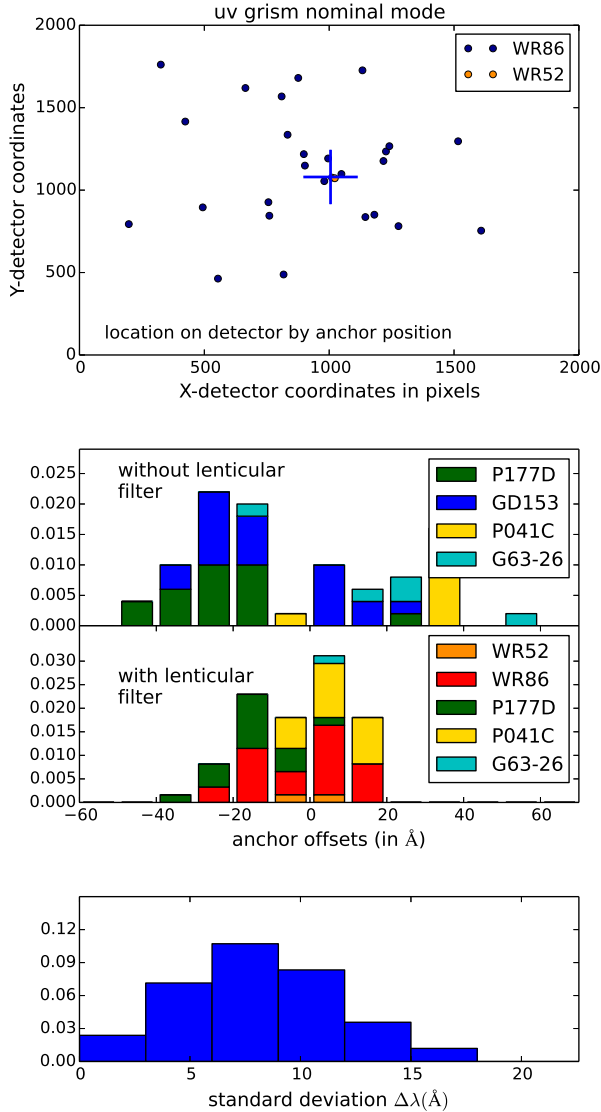 uv grism nominal mode
2000
1500
1000
500
0
Y-detector coordinates
WR86
WR52
location on detector by anchor position
0 500 1000 1500 2000
X-detector coordinates in pixels
0.025
0.020
0.015
0.010
0.005
0.000
without lenticular
filter
P177D
GD153
P041C
G63-26
0.030
0.025
0.020
0.015
0.010
0.005
0.000
with lenticular
filter
WR52
WR86
P177D
P041C
G63-26
−60 −40 −20 0 20 40 60
anchor offsets (in Å)
0.12
0.09
0.06
0.03
0.00
0 5 10 15 20
standard deviation Δλ(Å)